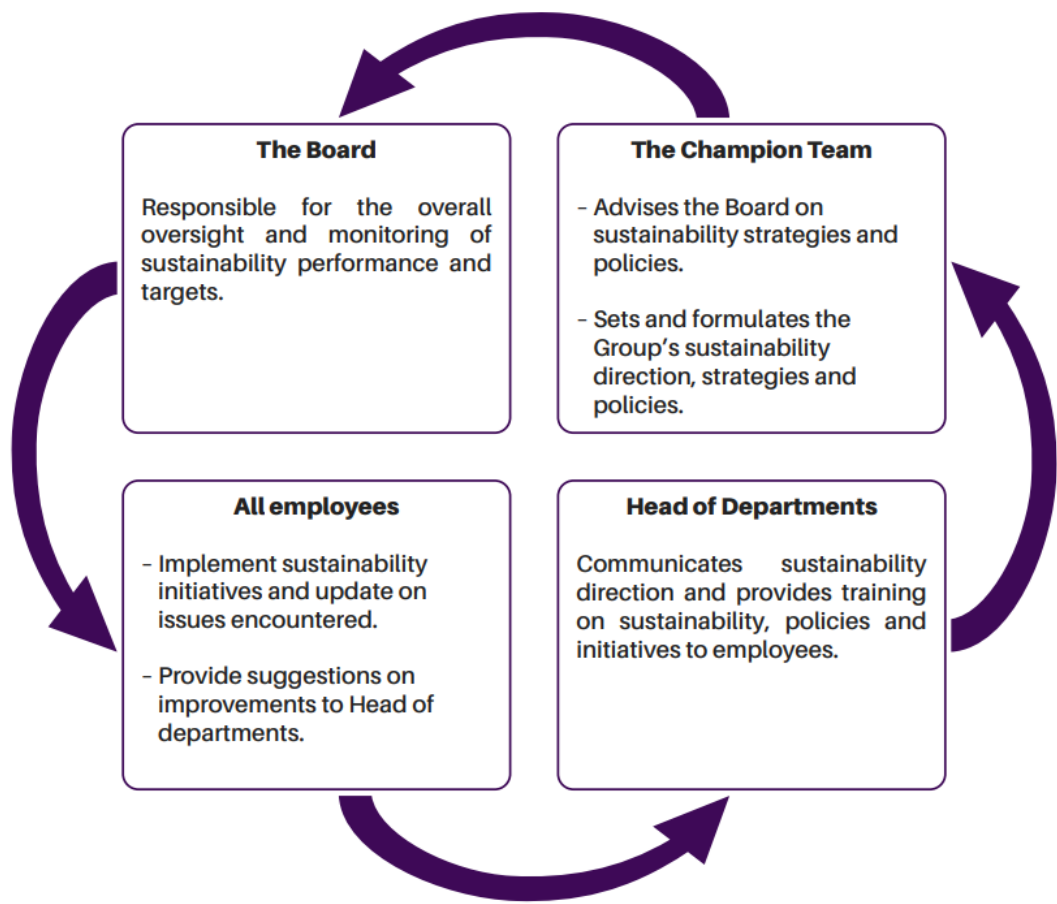 The Board
Responsible for the overall
oversight and monitoring of
sustainability performance and
targets.
The Champion Team
– Advises the Board on
sustainability strategies and
policies.
– Sets and formulates the
Group’s sustainability
direction, strategies and
policies.
All employees
– Implement sustainability
initiatives and update on
issues encountered.
– Provide suggestions on
improvements to Head of
departments.
Head of Departments
Communicates sustainability
direction and provides training
on sustainability, policies and
initiatives to employees.